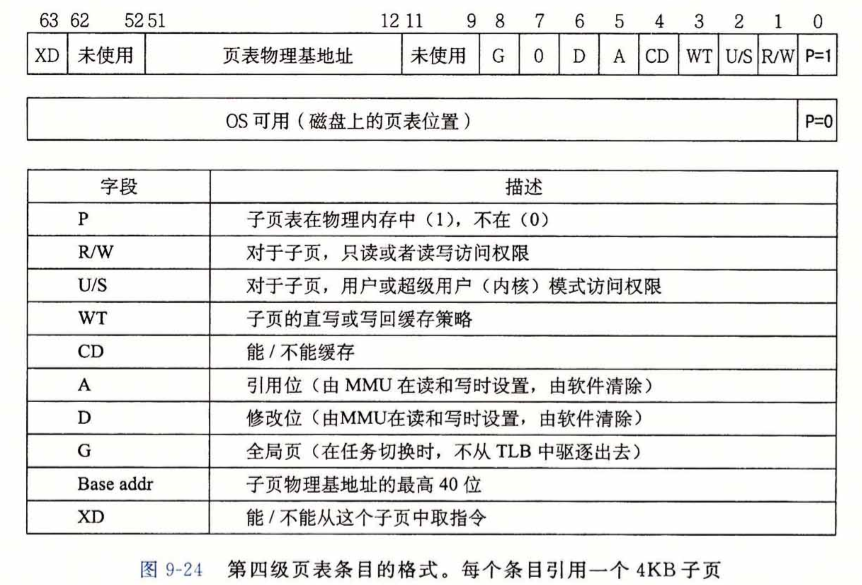 63 62 52 51 12 11 9 8 7 6 5 4 3 2 1 0
XD 未使用 页表物理基地址 未使用 G 0 D A CD WT U/S R/W P=1
OS 可用（磁盘上的页表位置） P=0
字段 描述
P 子页表在物理内存中（1），不在（0）
R/W 对于子页，只读或者读写访问权限
U/S 对于子页，用户或超级用户（内核）模式访问权限
WT 子页的直写或写回缓存策略
CD 能 / 不能缓存
A 引用位（由 MMU 在读和写时设置，由软件清除）
D 修改位（由MMU在读和写时设置，由软件清除）
G 全局页（在任务切换时，不从 TLB 中驱逐出去）
Base addr 子页物理基地址的最高 40 位
XD 能 / 不能从这个子页中取指令
图 9-24 第四级页表条目的格式。每个条目引用一个 4KB 子页